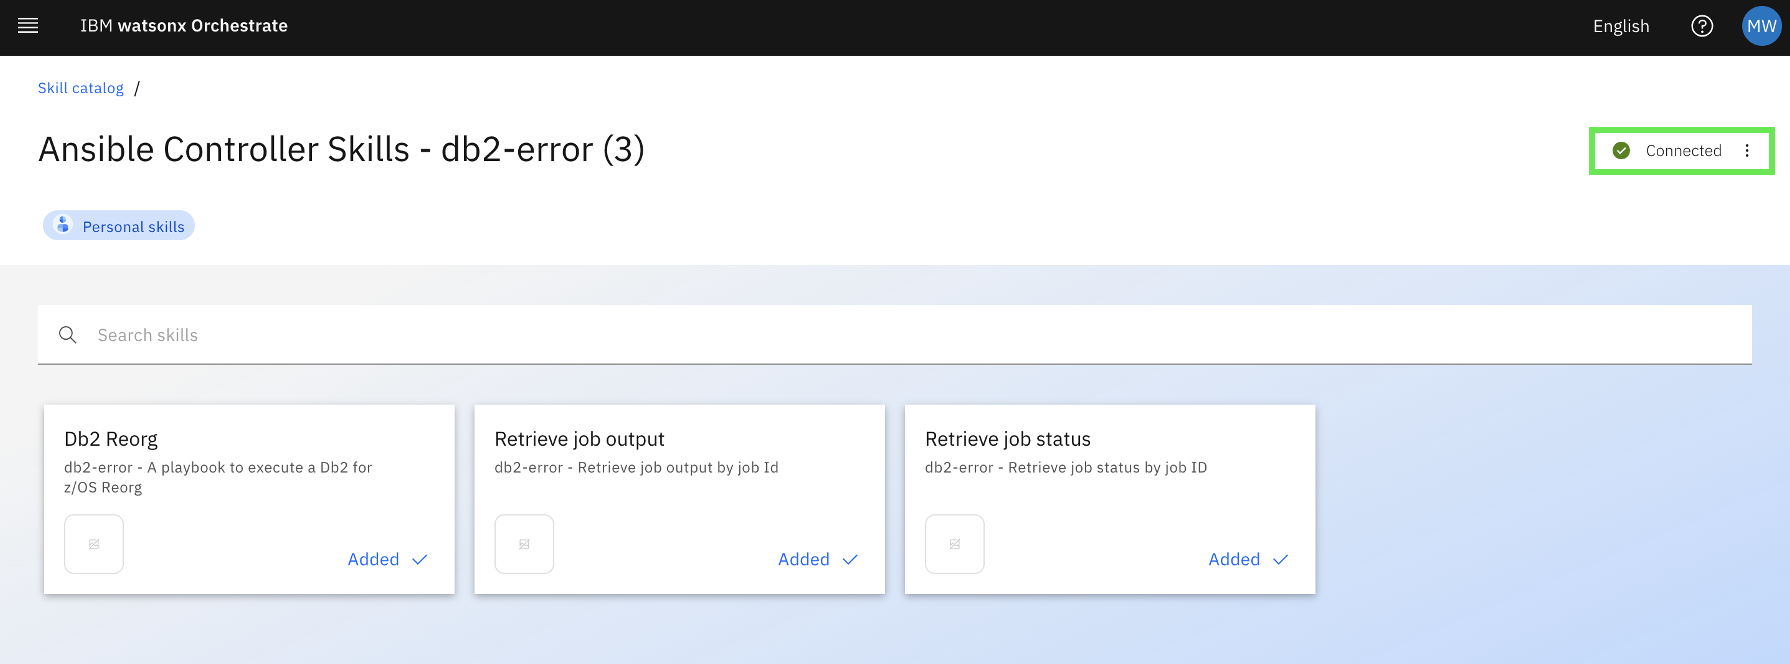 IBM watsonx Orchestrate
English
MW
Skill catalog /
Ansible Controller Skills - db2-error (3)
Connected
Personal skills
Search skills
Db2 Reorg
db2-error - A playbook to execute a Db2 for
z/OS Reorg
Added
Retrieve job output
db2-error - Retrieve job output by job Id
Added
Retrieve job status
db2-error - Retrieve job status by job ID
Added